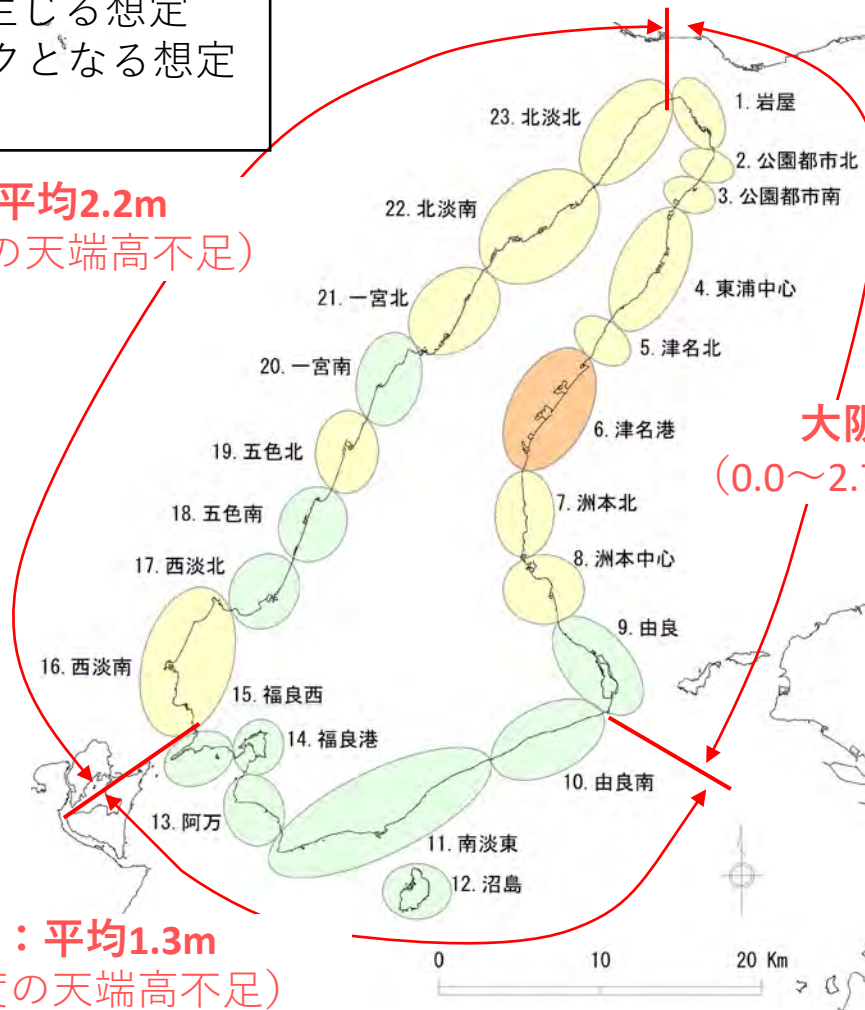 生じる想定
クとなる想定
平均2.2m
の天端高不足）
23. 北淡北
1. 岩屋
2. 公園都市北
3. 公園都市南
22. 北淡南
4. 東浦中心
21. 一宮北
5. 津名北
20. 一宮南
6. 津名港
大阪
（0.0～2.
19. 五色北
7. 洲本北
18. 五色南
8. 洲本中心
17. 西淡北
9. 由良
16. 西淡南
15. 福良西
14. 福良港
10. 由良南
13. 阿万
11. 南淡東
12. 沼島
：平均1.3m
度の天端高不足）
0 10 20 Km